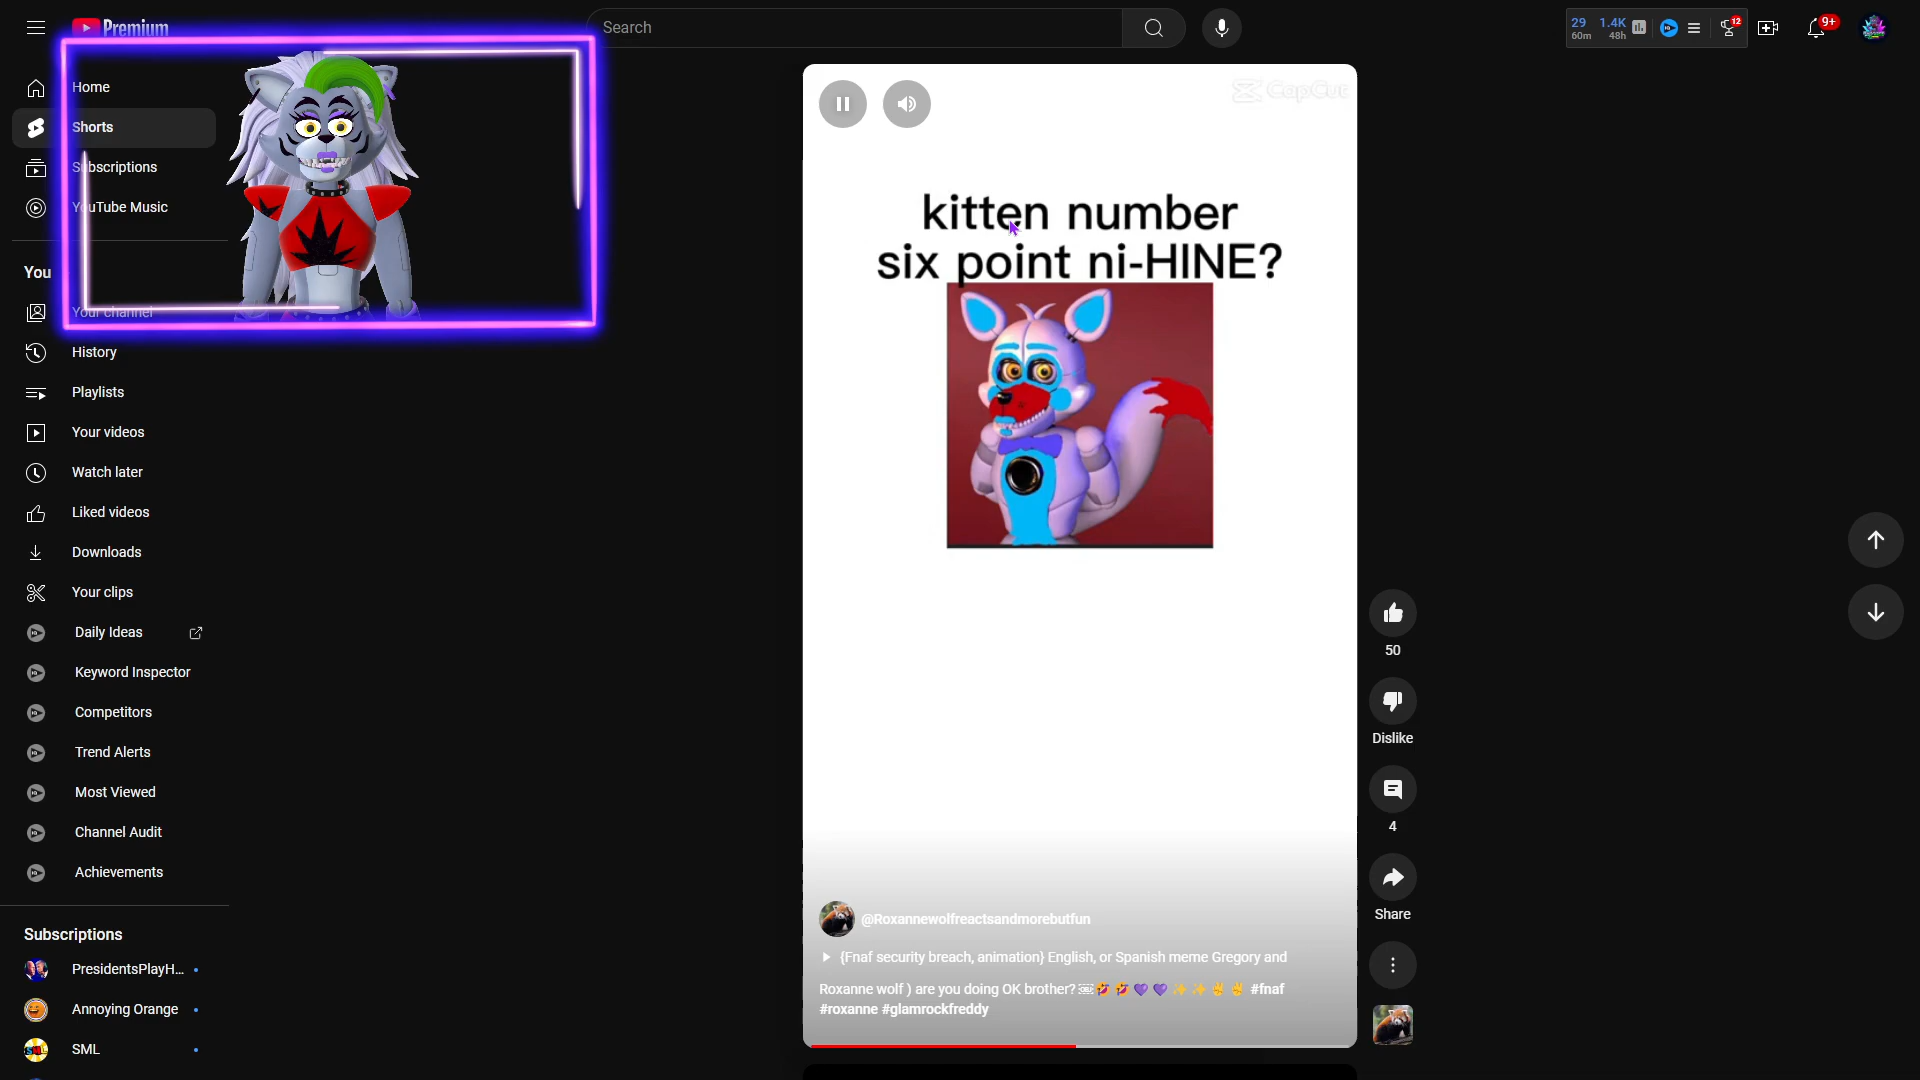 Premium
Search
29
60m
1.4K
48h
12
9+
Home
Shorts
Subscriptions
YouTube Music
You
Your channel
History
Playlists
Your videos
Watch later
Liked videos
Downloads
Your clips
Daily Ideas
Keyword Inspector
Competitors
Trend Alerts
Most Viewed
Channel Audit
Achievements
Subscriptions
PresidentsPlayH...
Annoying Orange
SML
CapCut
kitten number
six point ni-HINE?
@Roxannewolfreactsandmorebutfun
{Fnaf security breach, animation} English, or Spanish meme Gregory and
Roxanne wolf ) are you doing OK brother?￼🤣🤣💜💜✨✨✌✌ #fnaf
#roxanne #glamrockfreddy
50
Dislike
4
Share